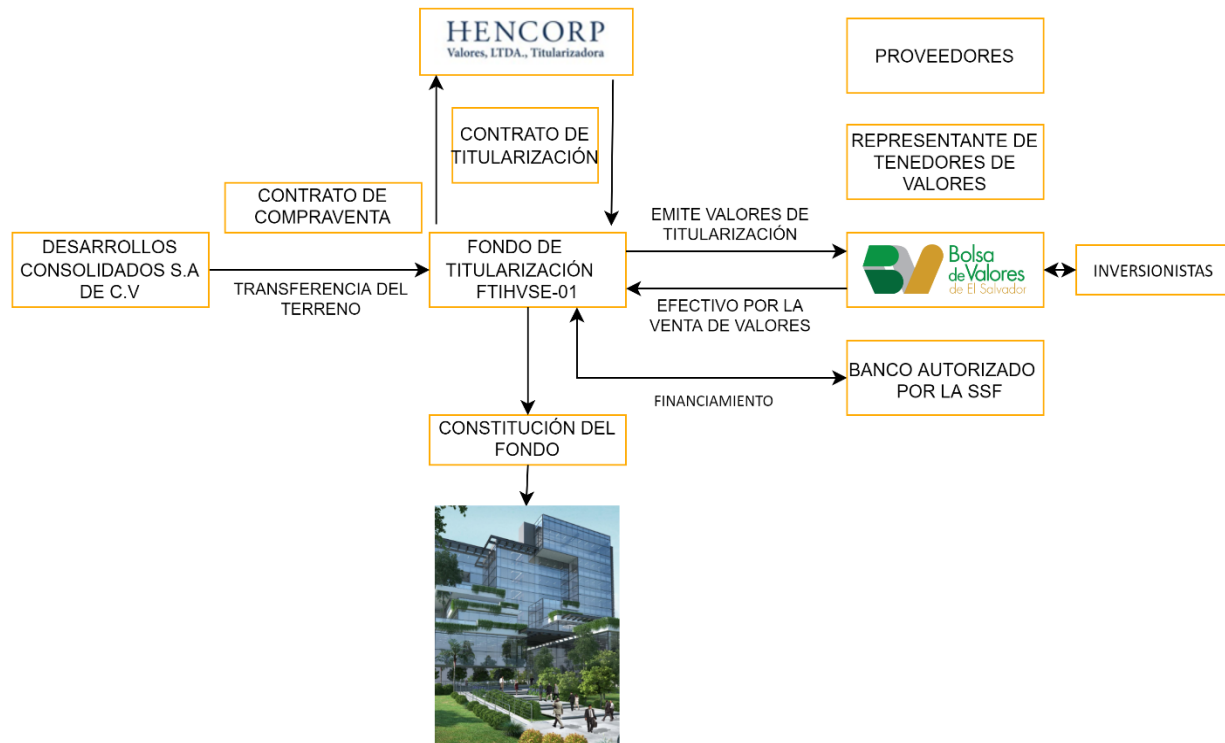 HENCORP
Valores, LTDA., Titularizadora
PROVEEDORES
CONTRATO DE
TITULARIZACIÓN
REPRESENTANTE DE
TENEDORES DE
VALORES
CONTRATO DE
COMPRAVENTA
EMITE VALORES DE
TITULARIZACIÓN
DESARROLLOS
CONSOLIDADOS S.A
DE C.V
TRANSFERENCIA DEL
TERRENO
FONDO DE
TITULARIZACIÓN
FTIHVSE-01
Bolsa
de Valores
de El Salvador
INVERSIONISTAS
EFECTIVO POR LA
VENTA DE VALORES
BANCO AUTORIZADO
POR LA SSF
FINANCIAMIENTO
CONSTITUCIÓN DEL
FONDO